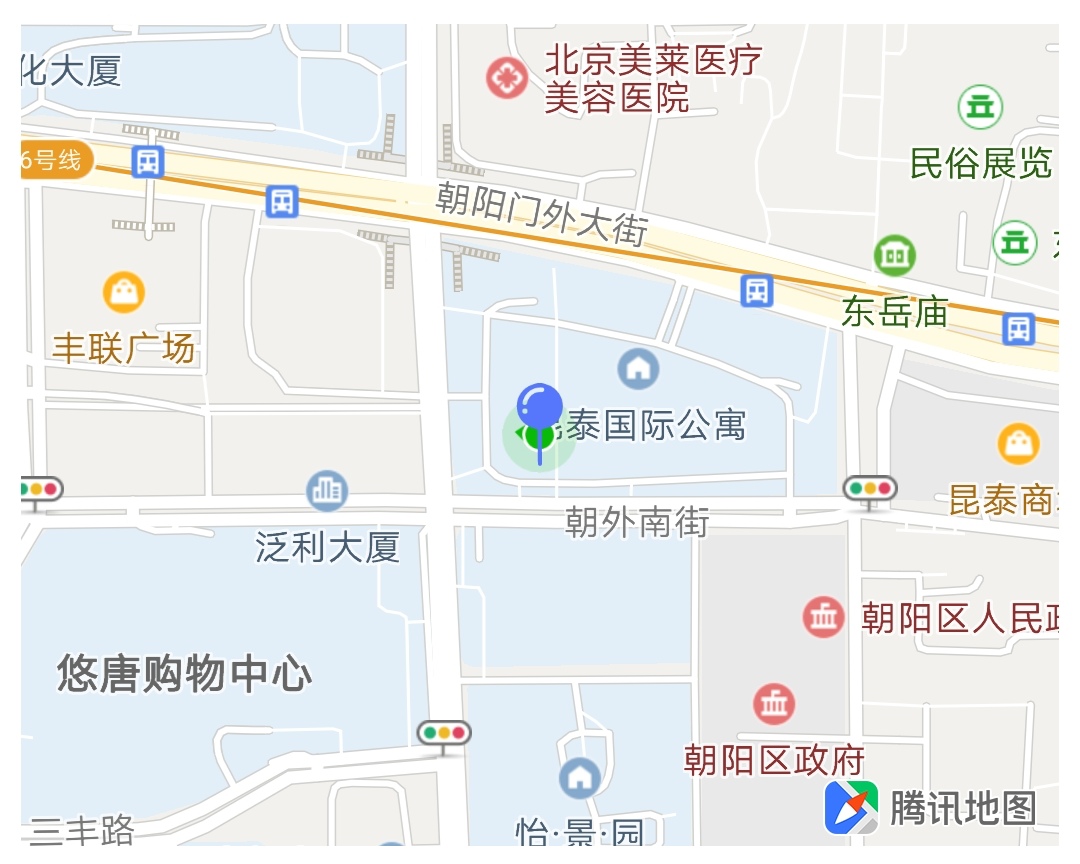 化大厦
北京美莱医疗
美容医院
民俗展览
6号线
朝阳门外大街
东岳庙
丰联广场
泰国际公寓
昆泰商
朝外南街
泛利大厦
朝阳区人民政
悠唐购物中心
朝阳区政府
腾讯地图
三丰路
怡·景·园